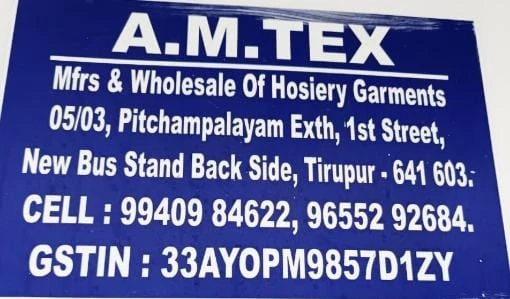 A.M.TEX
Mfrs & Wholesale Of Hosiery Garments
05/03, Pitchampalayam Exth, 1st Street,
New Bus Stand Back Side, Tirupur - 641 603.
CELL : 99409 84622, 96552 92684.
GSTIN : 33AYOPM9857D1ZY